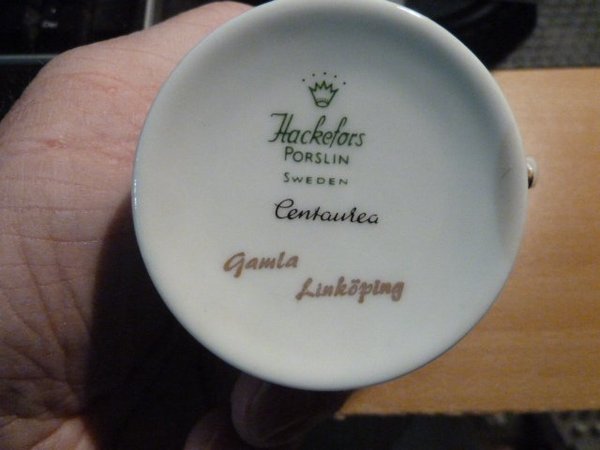 Hackefors
PORSLIN
SWEDEN
Centaurea
Gamla
Linköping